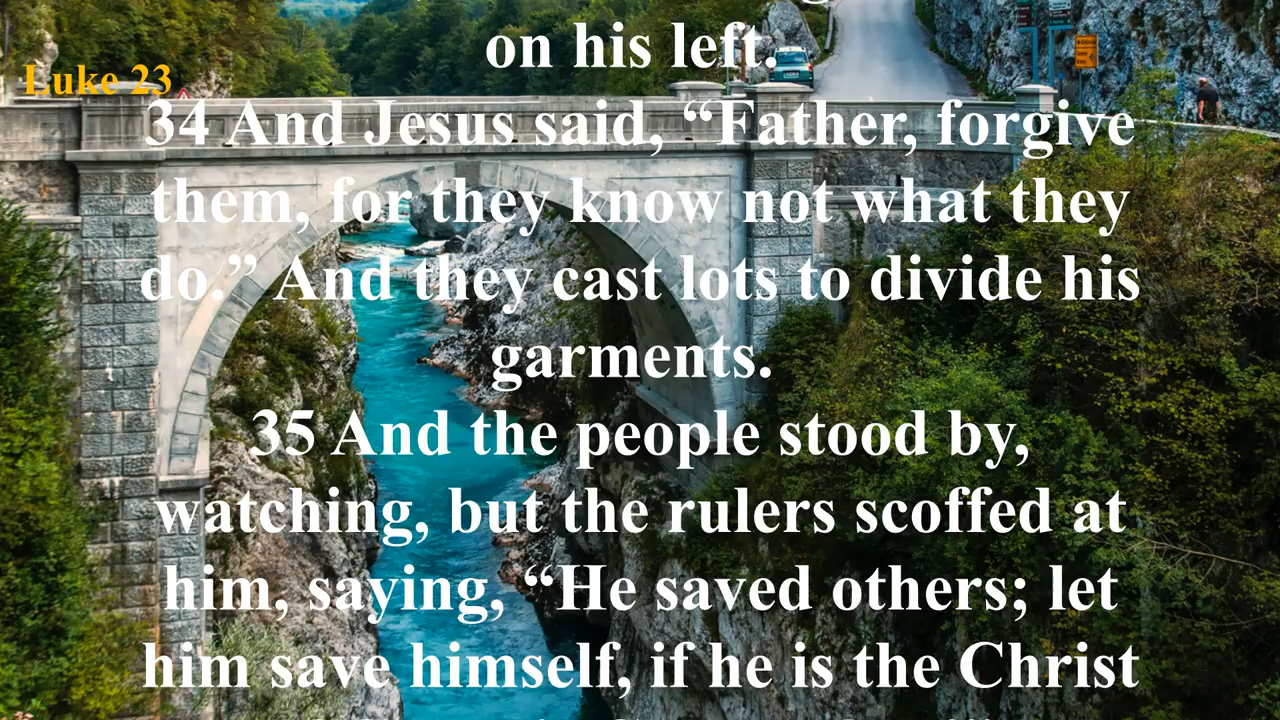 on his left.
Luke 23
34 And Jesus said, “Father, forgive
them, for they know not what they
do.” And they cast lots to divide his
garments.
35 And the people stood by,
watching, but the rulers scoffed at
him, saying, “He saved others; let
him save himself, if he is the Christ